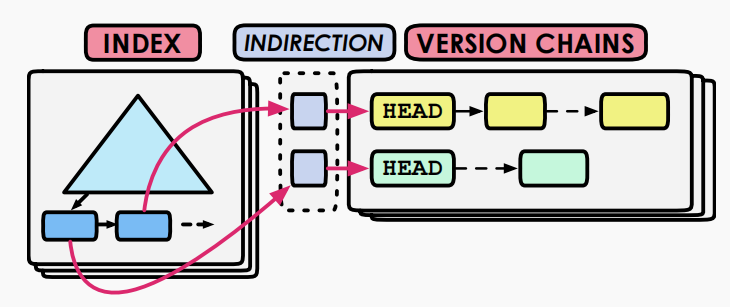 INDEX
INDIRECTION
VERSION CHAINS
HEAD
HEAD